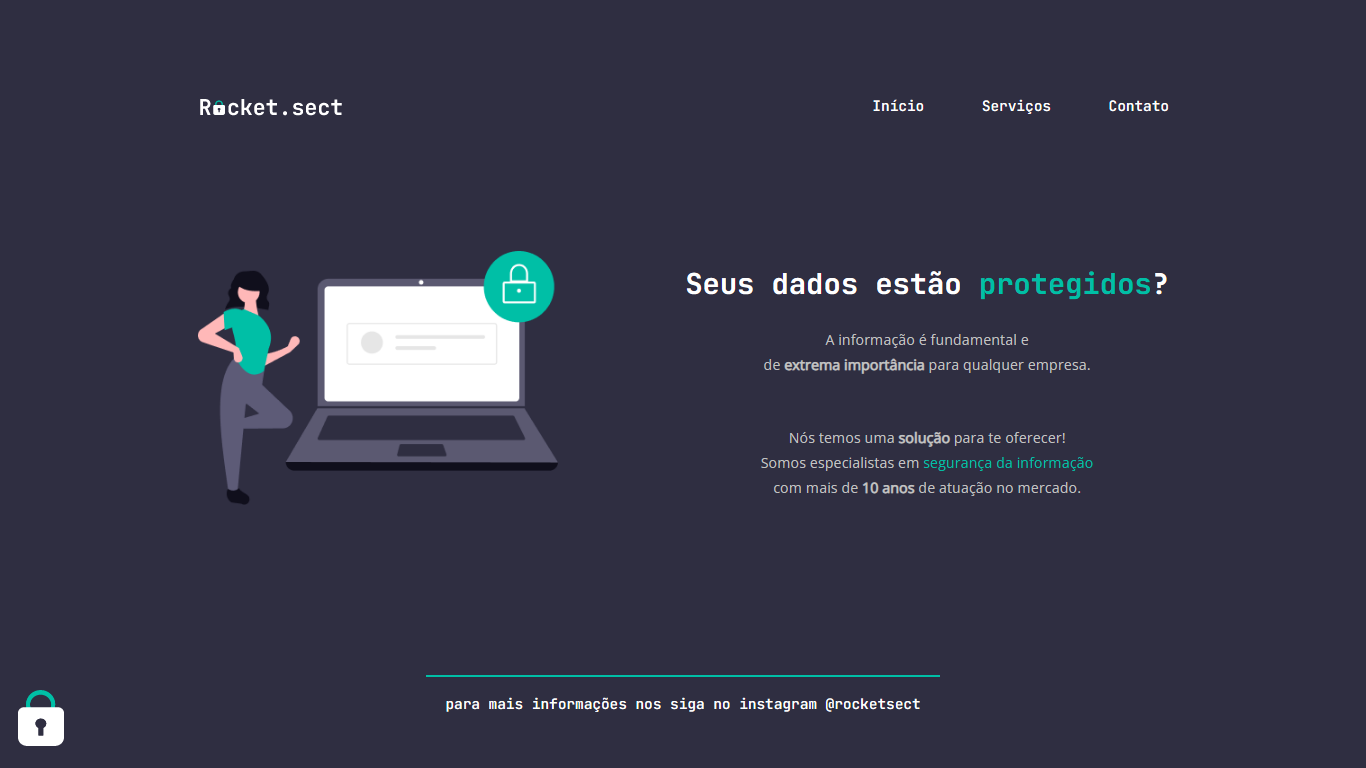 Rocket.sect
Início
Serviços
Contato
Seus dados estão protegidos?
A informação é fundamental e
de extrema importância para qualquer empresa.
Nós temos uma solução para te oferecer!
Somos especialistas em segurança da informação
com mais de 10 anos de atuação no mercado.
para mais informações nos siga no instagram @rocketsect